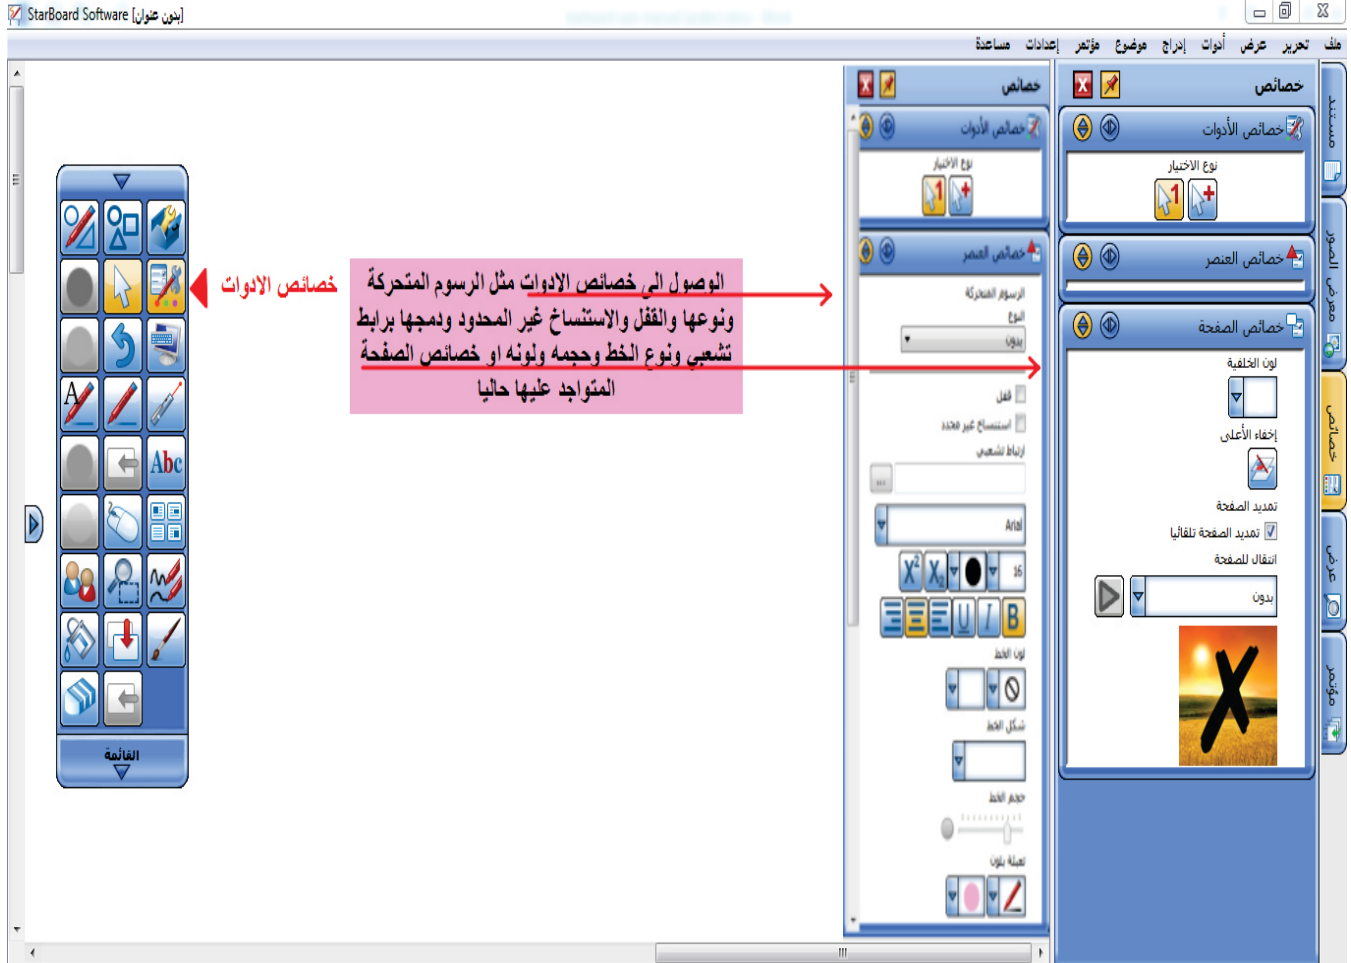 StarBoard Software [بدون عنوان]
ملف تحرير عرض أدوات إدراج موضوع مؤتمر إعدادات مساعدة
مستند
معرض الصور
خصائص
عرض
مؤتمر
خصائص
خصائص الأدوات
نوع الاختيار
1
خصائص العنصر
خصائص الصفحة
لون الخلفية
إخفاء الأعلى
تمديد الصفحة
تمديد الصفحة تلقائيا
انتقال للصفحة
بدون
X
خصائص
خصائص الأدوات
نوع الاختيار
1
خصائص العنصر
الرسوم المتحركة
النوع
بدون
قفل
استنساخ غير محدد
ارتباط تشعبي
...
Arial
X² X₂ 16
U I B
لون الخط
شكل الخط
حجم الخط
تعبئة بلون
الوصول الى خصائص الادوات مثل الرسوم المتحركة
ونوعها والقفل والاستنساخ غير المحدود ودمجها برابط
تشعبي ونوع الخط وحجمه ولونه او خصائص الصفحة
المتواجد عليها حاليا
خصائص الادوات
A
Abc
القائمة